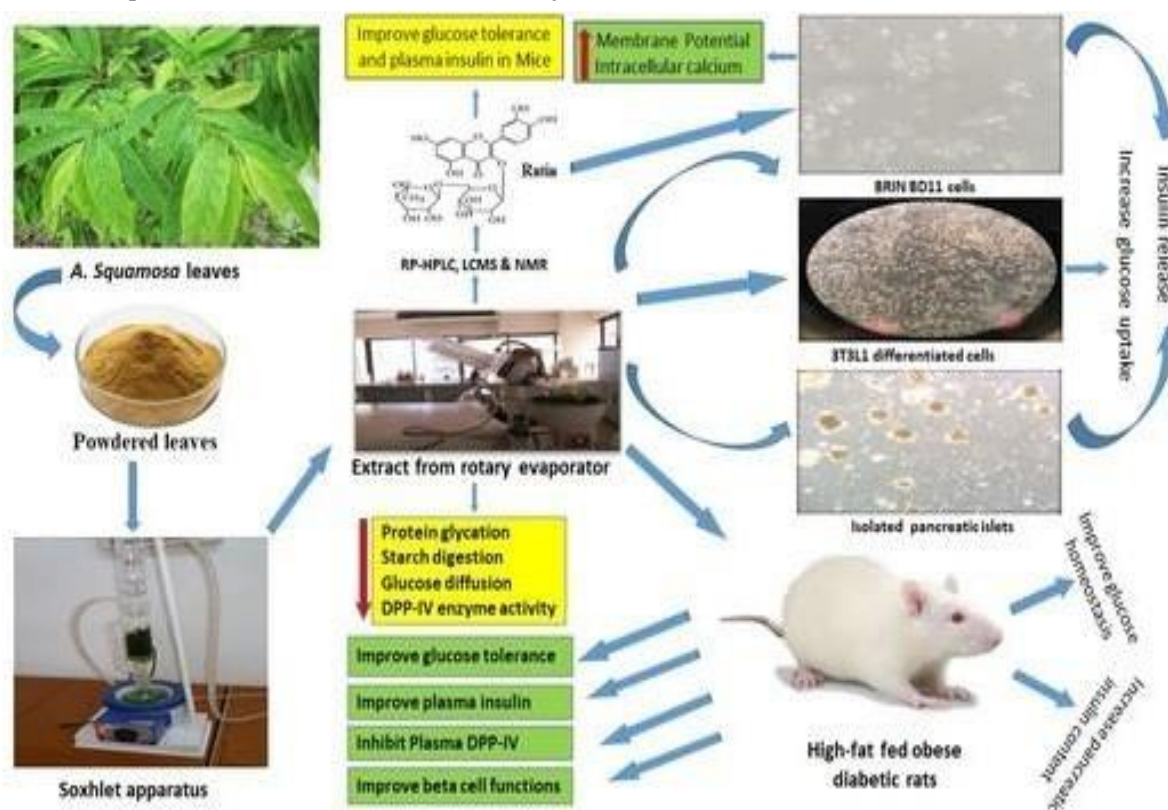 A. Squamosa leaves
Powdered leaves
Soxhlet apparatus
Improve glucose tolerance
and plasma insulin in Mice
Rutin
RP-HPLC, LCMS & NMR
Extract from rotary evaporator
Protein glycation
Starch digestion
Glucose diffusion
DPP-IV enzyme activity
Improve glucose tolerance
Improve plasma insulin
Inhibit Plasma DPP-IV
Improve beta cell functions
Membrane Potential
Intracellular calcium
BRIN BD11 cells
3T3L1 differentiated cells
Isolated pancreatic islets
Insulin release
Increase glucose uptake
High-fat fed obese
diabetic rats
Improve glucose
homeostasis
Increase pancreatic
insulin content